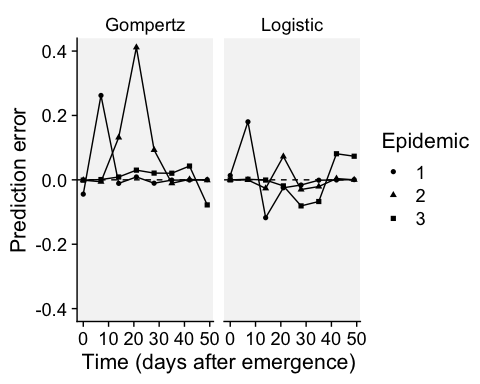 Gompertz Logistic
0.4
0.2
0.0
-0.2
-0.4
Prediction error
0 10 20 30 40 50 0 10 20 30 40 50
Time (days after emergence)
Epidemic
1
2
3